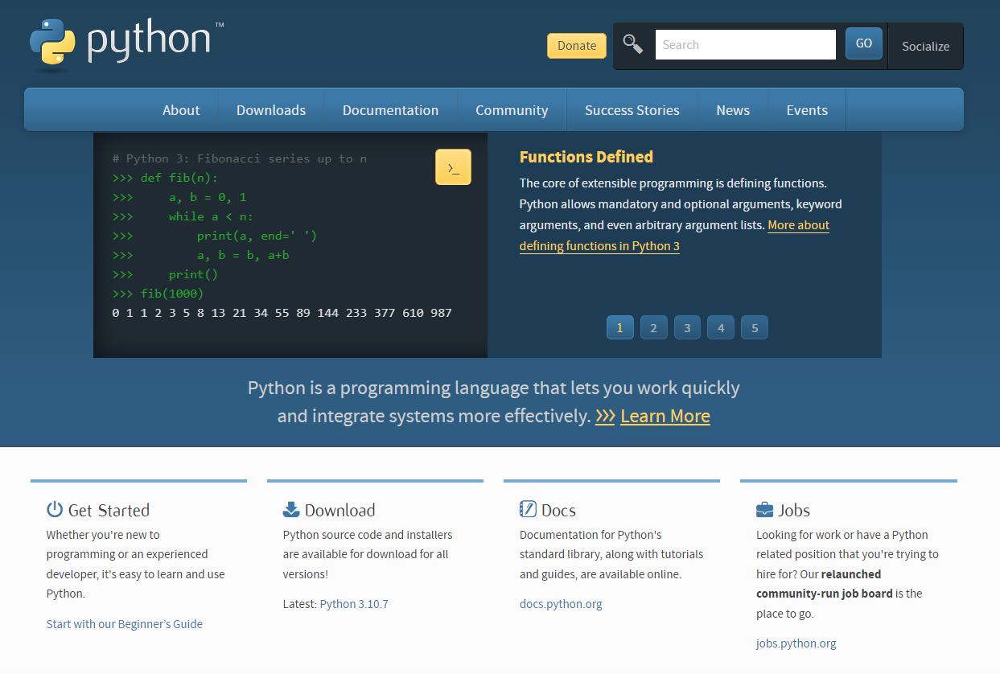 python™
Donate
Search
GO
Socialize
About
Downloads
Documentation
Community
Success Stories
News
Events
# Python 3: Fibonacci series up to n
>>> def fib(n):
>>>     a, b = 0, 1
>>>     while a < n:
>>>         print(a, end=' ')
>>>         a, b = b, a+b
>>>     print()
>>> fib(1000)
0 1 1 2 3 5 8 13 21 34 55 89 144 233 377 610 987
>_
Functions Defined
The core of extensible programming is defining functions.
Python allows mandatory and optional arguments, keyword
arguments, and even arbitrary argument lists. More about
defining functions in Python 3
1
2
3
4
5
Python is a programming language that lets you work quickly
and integrate systems more effectively. >>> Learn More
Get Started
Whether you're new to
programming or an experienced
developer, it's easy to learn and use
Python.
Start with our Beginner’s Guide
Download
Python source code and installers
are available for download for all
versions!
Latest: Python 3.10.7
Docs
Documentation for Python's
standard library, along with tutorials
and guides, are available online.
docs.python.org
Jobs
Looking for work or have a Python
related position that you're trying to
hire for? Our relaunched
community-run job board is the
place to go.
jobs.python.org